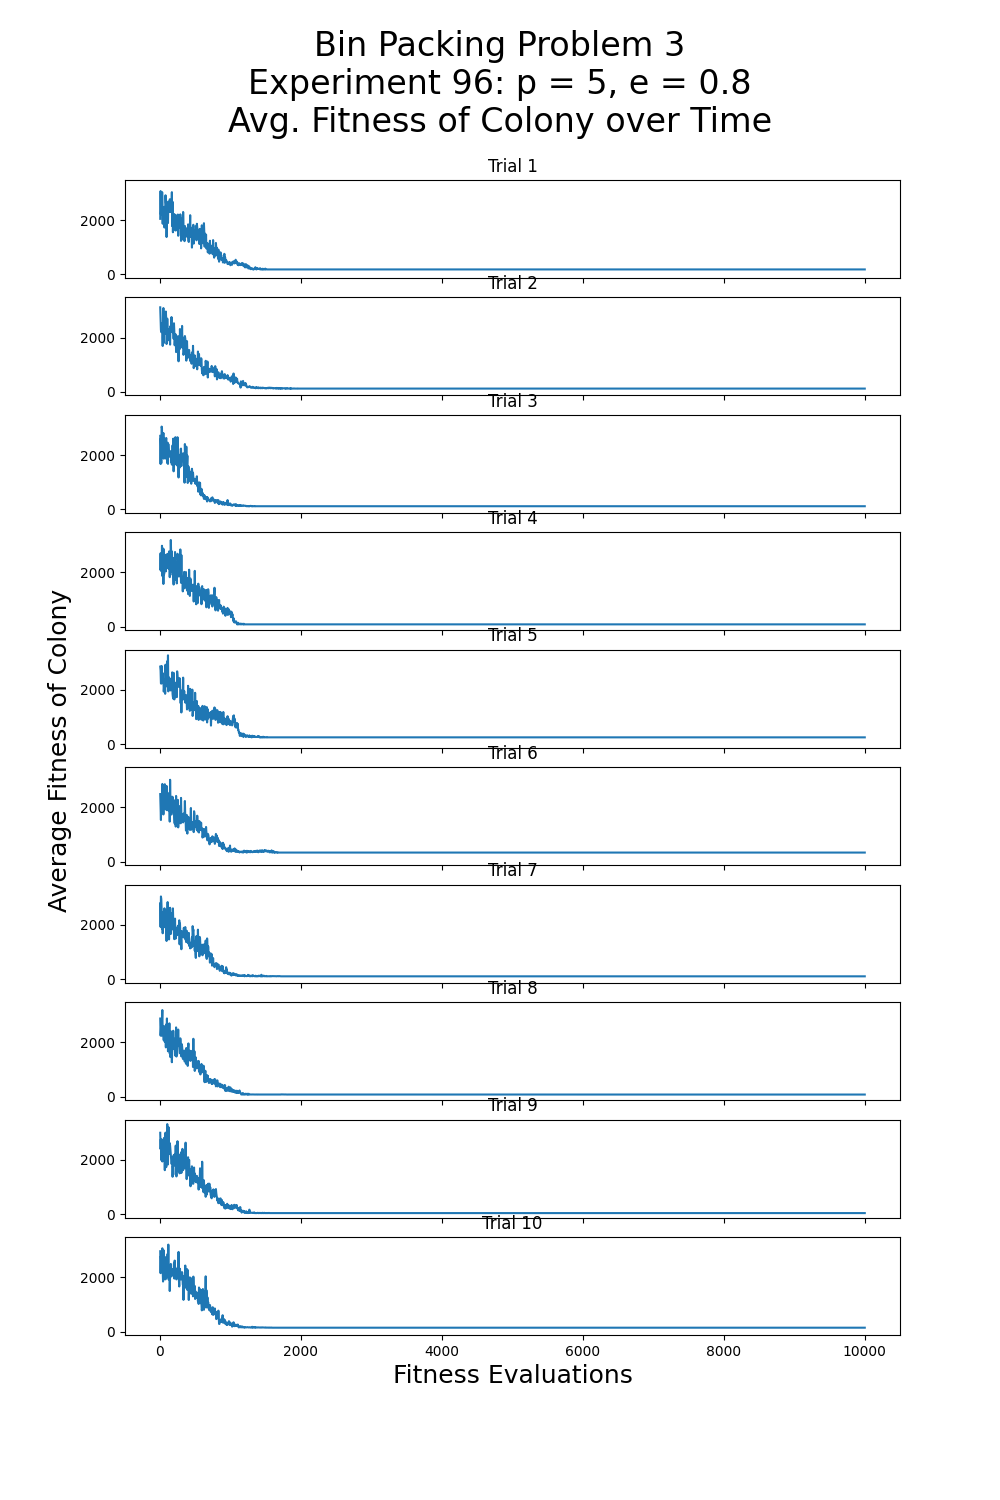 Bin Packing Problem 3
Experiment 96: p = 5, e = 0.8
Avg. Fitness of Colony over Time
Trial 1
2000
0
Trial 2
2000
0
Trial 3
2000
0
Trial 4
2000
0
Trial 5
2000
0
Trial 6
2000
0
Trial 7
2000
0
Trial 8
2000
0
Trial 9
2000
0
Trial 10
2000
0
0 2000 4000 6000 8000 10000
Average Fitness of Colony
Fitness Evaluations